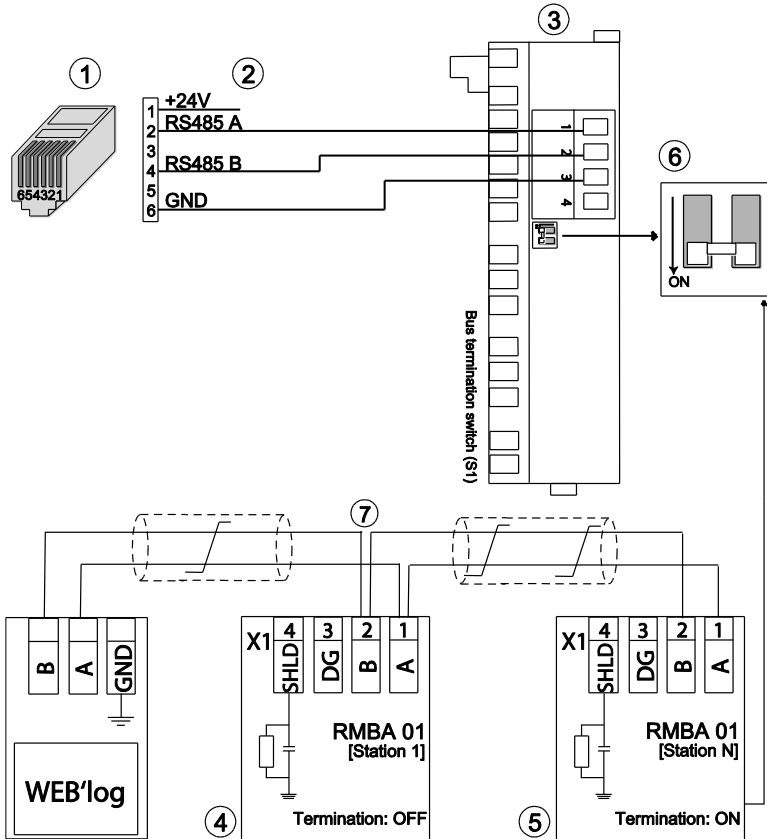 ③
① ②
+24V
1
RS485 A
2
3
RS485 B
4
5
GND
6
654321
1
2
3
4
⑥
ON
Bus termination switch (S1)
⑦
B A GND
WEB'log
X1 4 3 2 1
SHLD DG B A
RMBA 01
[Station 1]
④ Termination: OFF
X1 4 3 2 1
SHLD DG B A
RMBA 01
[Station N]
⑤ Termination: ON